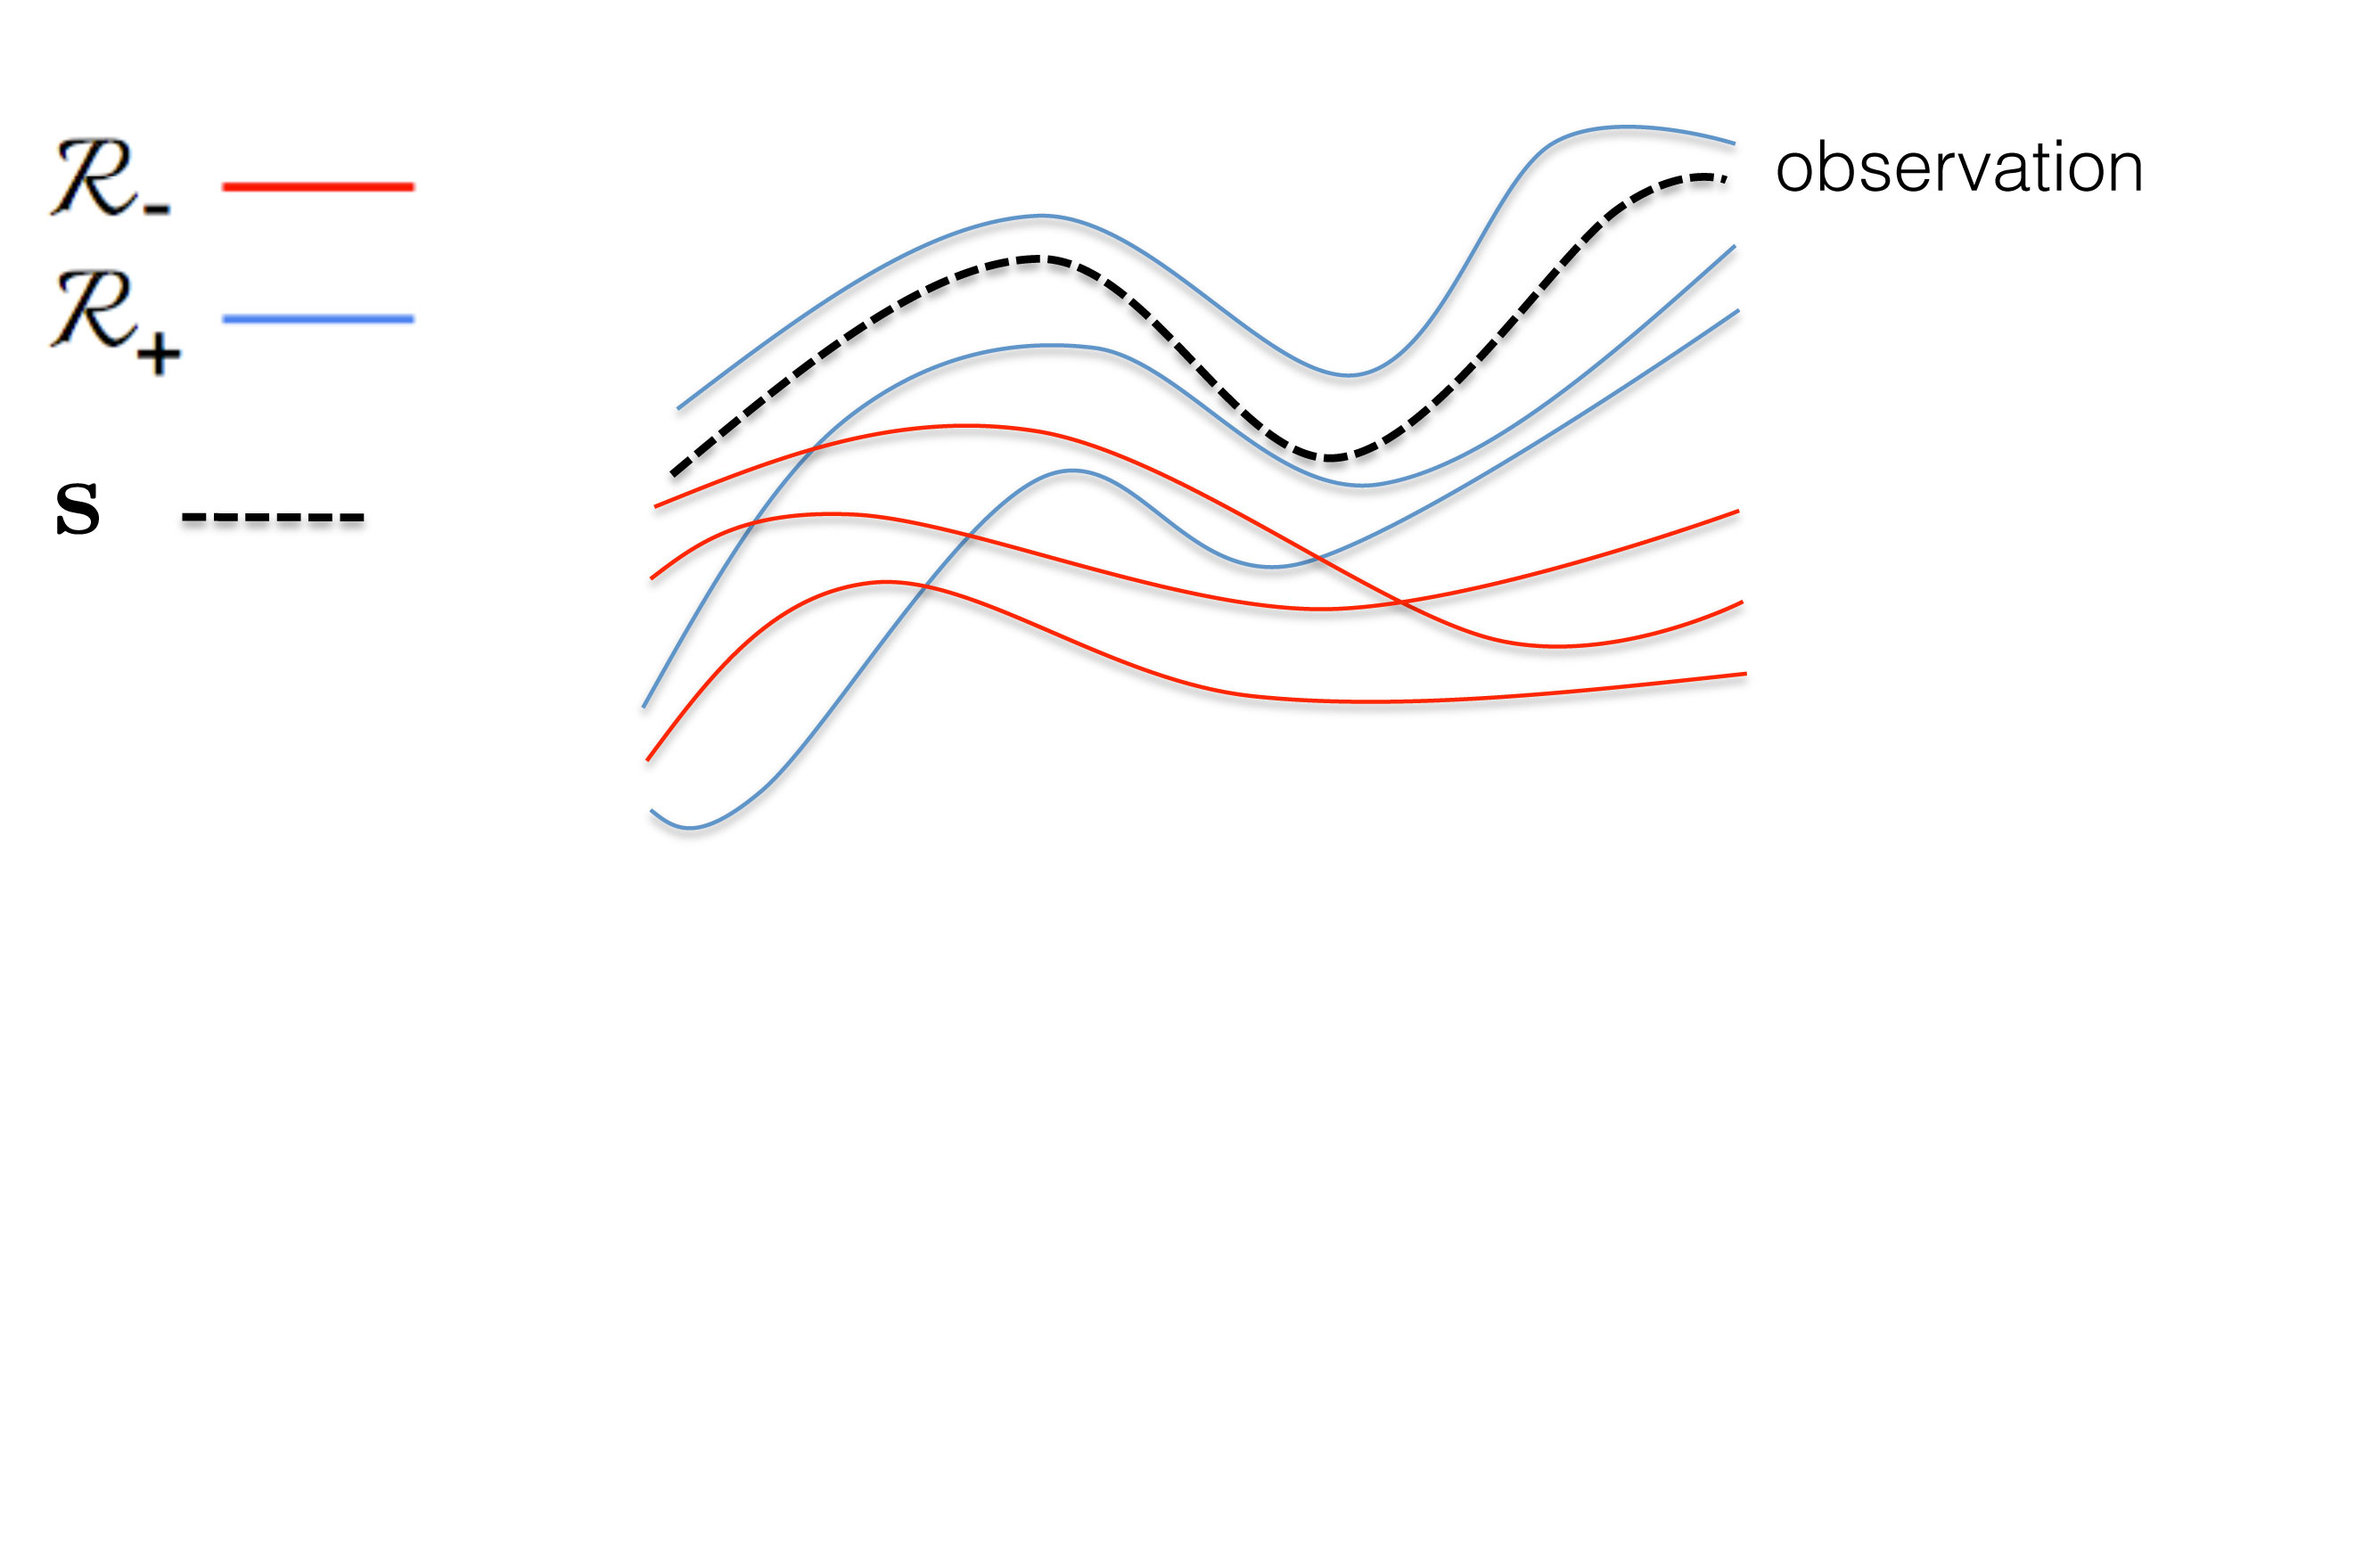 ℛ-
observation
ℛ+
s